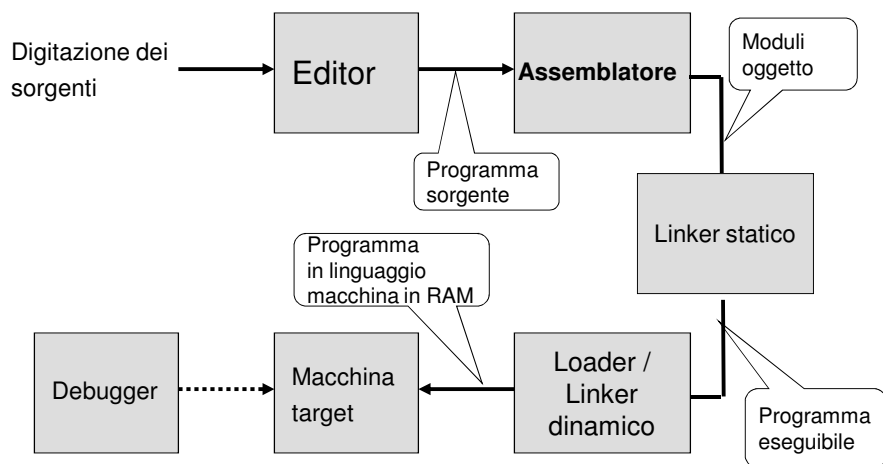 Digitazione dei
sorgenti
Editor
Assemblatore
Moduli
oggetto
Programma
sorgente
Linker statico
Programma
in linguaggio
macchina in RAM
Debugger
Macchina
target
Loader /
Linker
dinamico
Programma
eseguibile